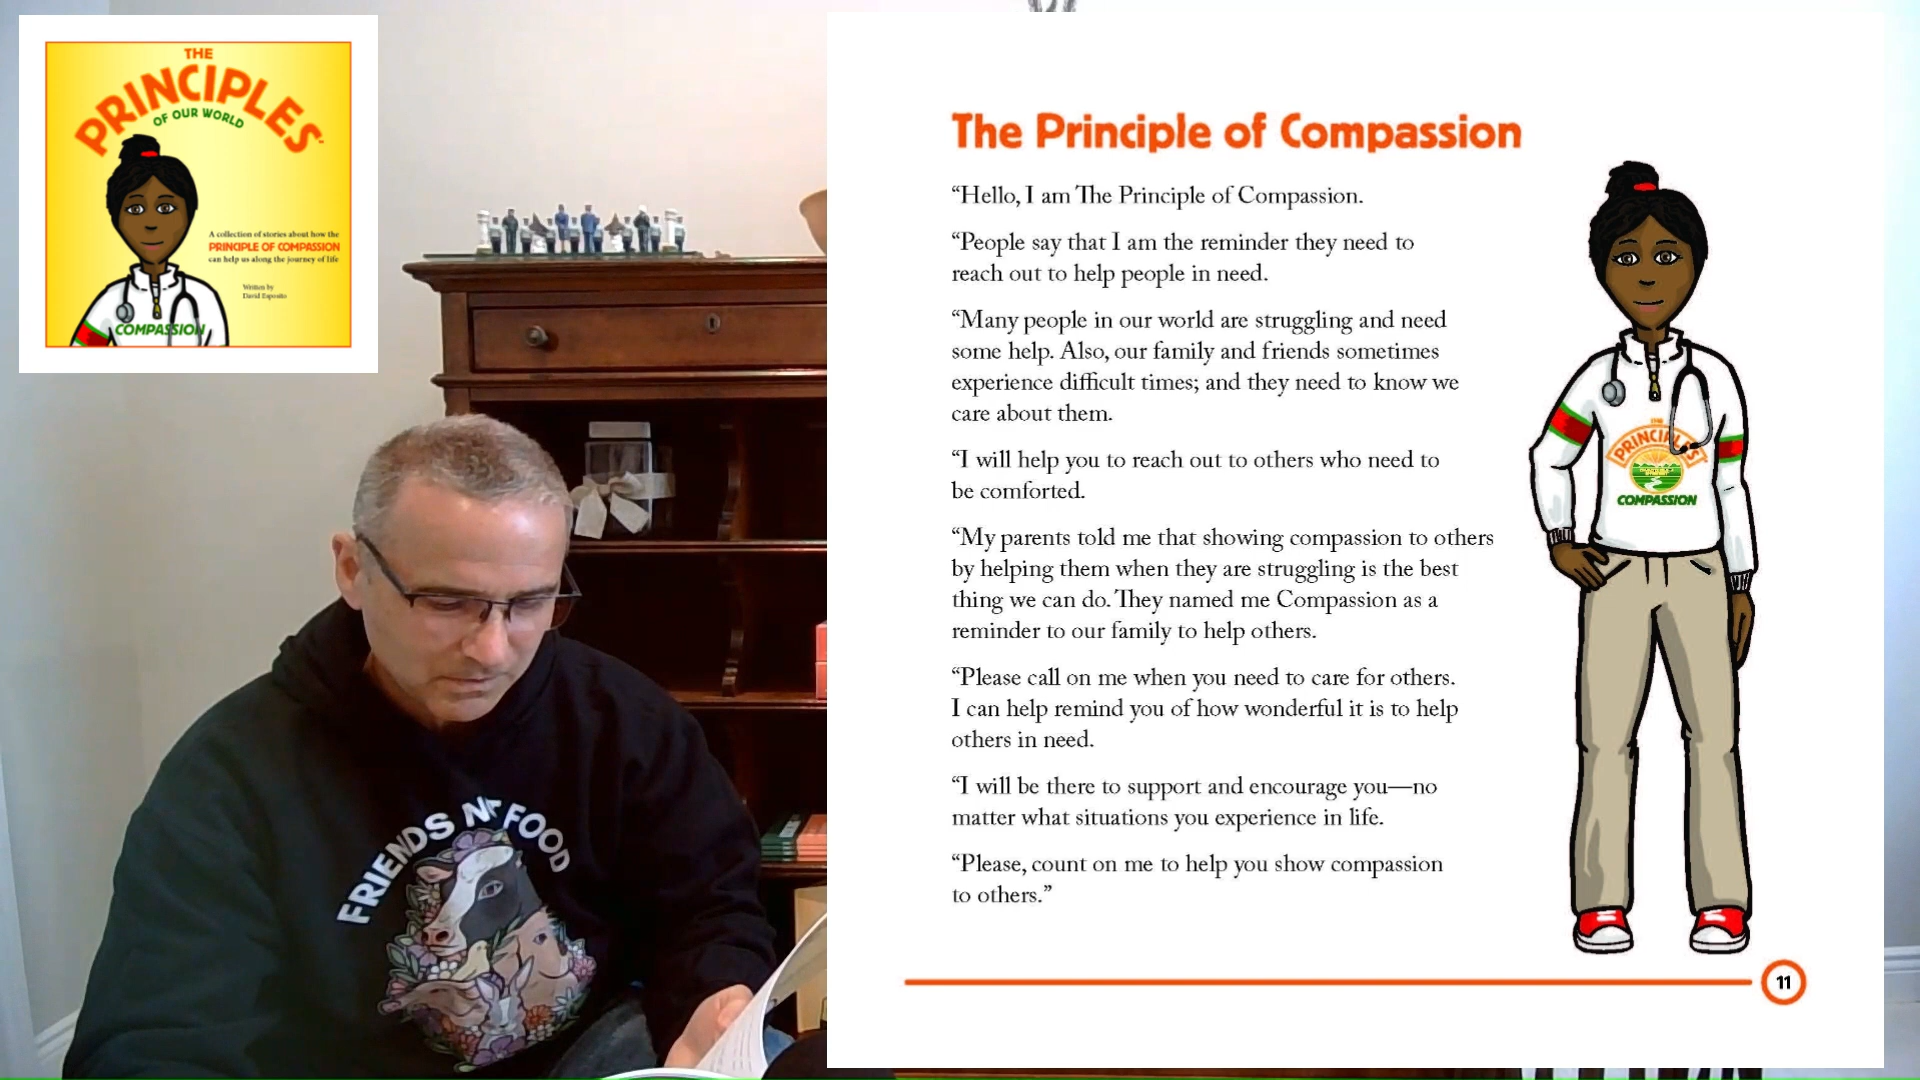 THE
PRINCIPLES
OF OUR WORLD
A collection of stories about how the
PRINCIPLE OF COMPASSION
can help us along the journey of life
Written by
David Esposito
COMPASSION
FRIENDS NOT FOOD
The Principle of Compassion
“Hello, I am The Principle of Compassion.
“People say that I am the reminder they need to
reach out to help people in need.
“Many people in our world are struggling and need
some help. Also, our family and friends sometimes
experience difficult times; and they need to know we
care about them.
“I will help you to reach out to others who need to
be comforted.
“My parents told me that showing compassion to others
by helping them when they are struggling is the best
thing we can do. They named me Compassion as a
reminder to our family to help others.
“Please call on me when you need to care for others.
I can help remind you of how wonderful it is to help
others in need.
“I will be there to support and encourage you—no
matter what situations you experience in life.
“Please, count on me to help you show compassion
to others.”
THE
PRINCIPLES
COMPASSION
11